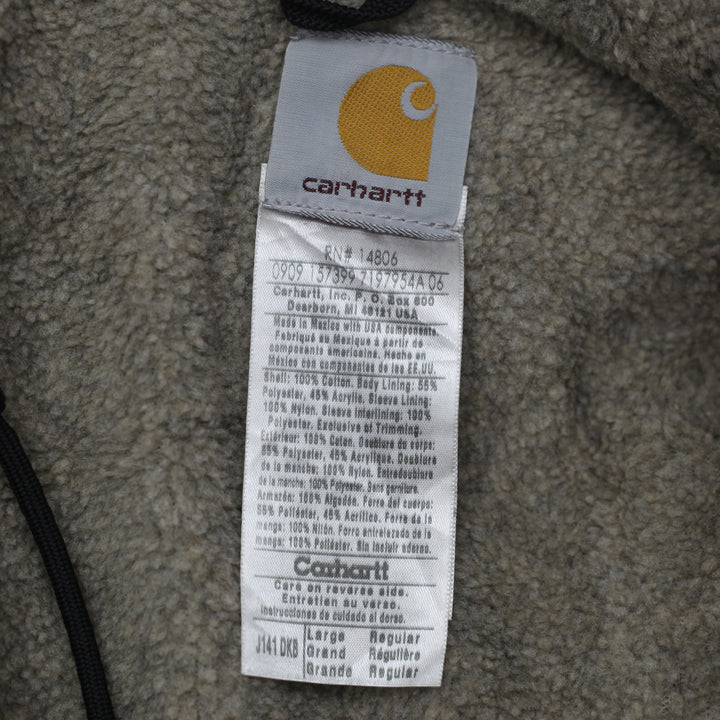 carhartt
RN# 14806
0909 157399 7197954A 06
Carhartt, Inc. P. O. Box 600
Dearborn, MI 48121 USA
Made in Mexico with USA components.
Fabriqué au Mexique à partir de
composants américains. Hecho en
México con componentes de los EE.UU.
Shell: 100% Cotton. Body Lining: 55%
Polyester, 45% Acrylic. Sleeve Lining:
100% Nylon. Sleeve Interlining: 100%
Polyester. Exclusive of Trimming.
Extérieur: 100% Coton. Doublure du corps:
55% Polyester, 45% Acrylique. Doublure
de la manche: 100% Nylon. Entredoublure
de la manche: 100% Polyester. Sans garniture
Armazón: 100% Algodón. Forro del cuerpo:
55% Poliéster, 45% Acrílico. Forro de la
manga: 100% Nilón. Forro entrelazado de la
manga: 100% Poliéster. Sin incluir adorno.
Carhartt
Care on reverse side.
Entretien au verso.
Instrucciones de cuidado al dorso.
J141 DKB
Large Regular
Grand Régulière
Grande Regular